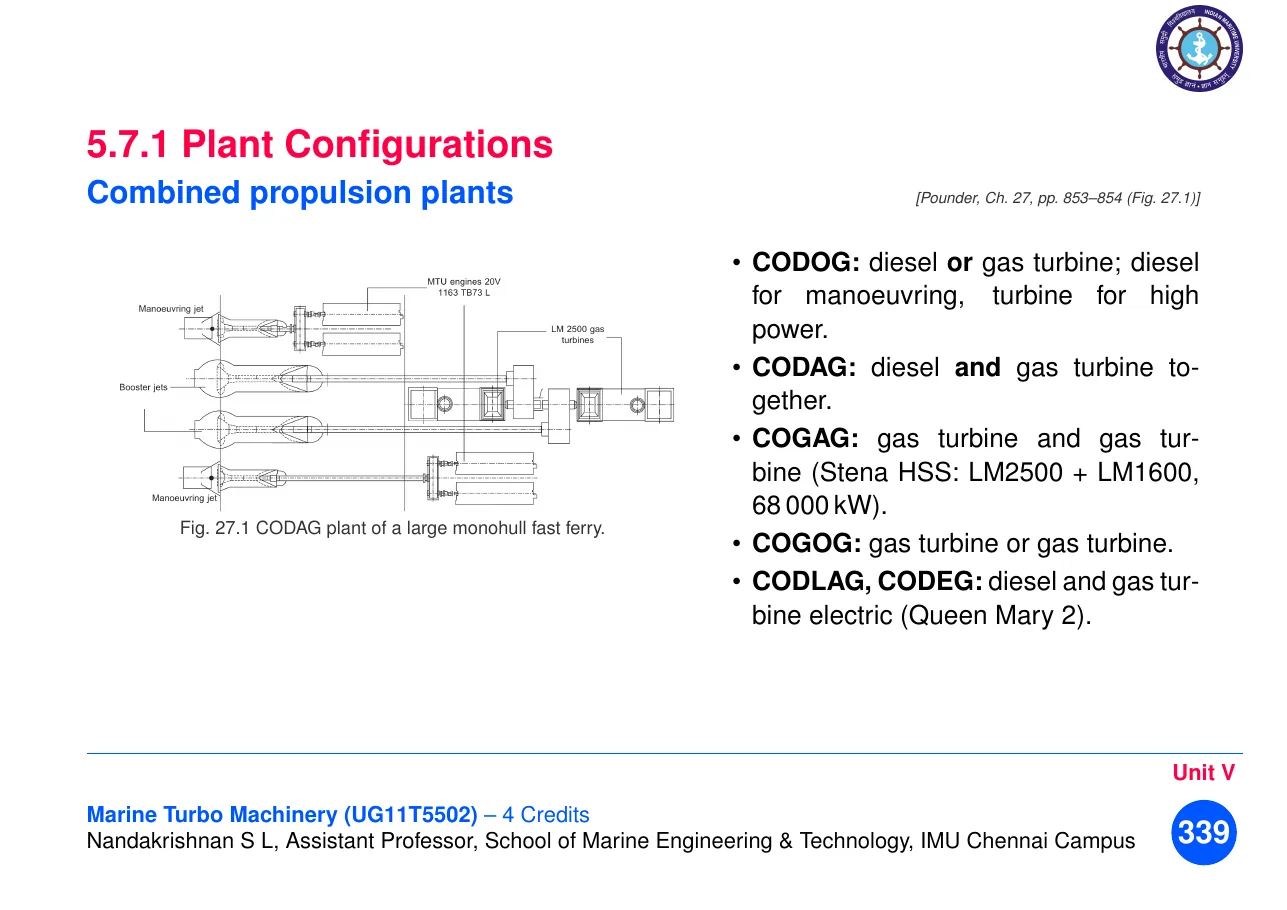 INDIAN MARITIME UNIVERSITY
5.7.1 Plant Configurations
Combined propulsion plants
[Pounder, Ch. 27, pp. 853–854 (Fig. 27.1)]
MTU engines 20V
1163 TB73 L
Manoeuvring jet
LM 2500 gas
turbines
Booster jets
Manoeuvring jet
Fig. 27.1 CODAG plant of a large monohull fast ferry.
• CODOG: diesel or gas turbine; diesel
for manoeuvring, turbine for high
power.
• CODAG: diesel and gas turbine to-
gether.
• COGAG: gas turbine and gas tur-
bine (Stena HSS: LM2500 + LM1600,
68 000 kW).
• COGOG: gas turbine or gas turbine.
• CODLAG, CODEG: diesel and gas tur-
bine electric (Queen Mary 2).
Unit V
Marine Turbo Machinery (UG11T5502) – 4 Credits
Nandakrishnan S L, Assistant Professor, School of Marine Engineering & Technology, IMU Chennai Campus
339